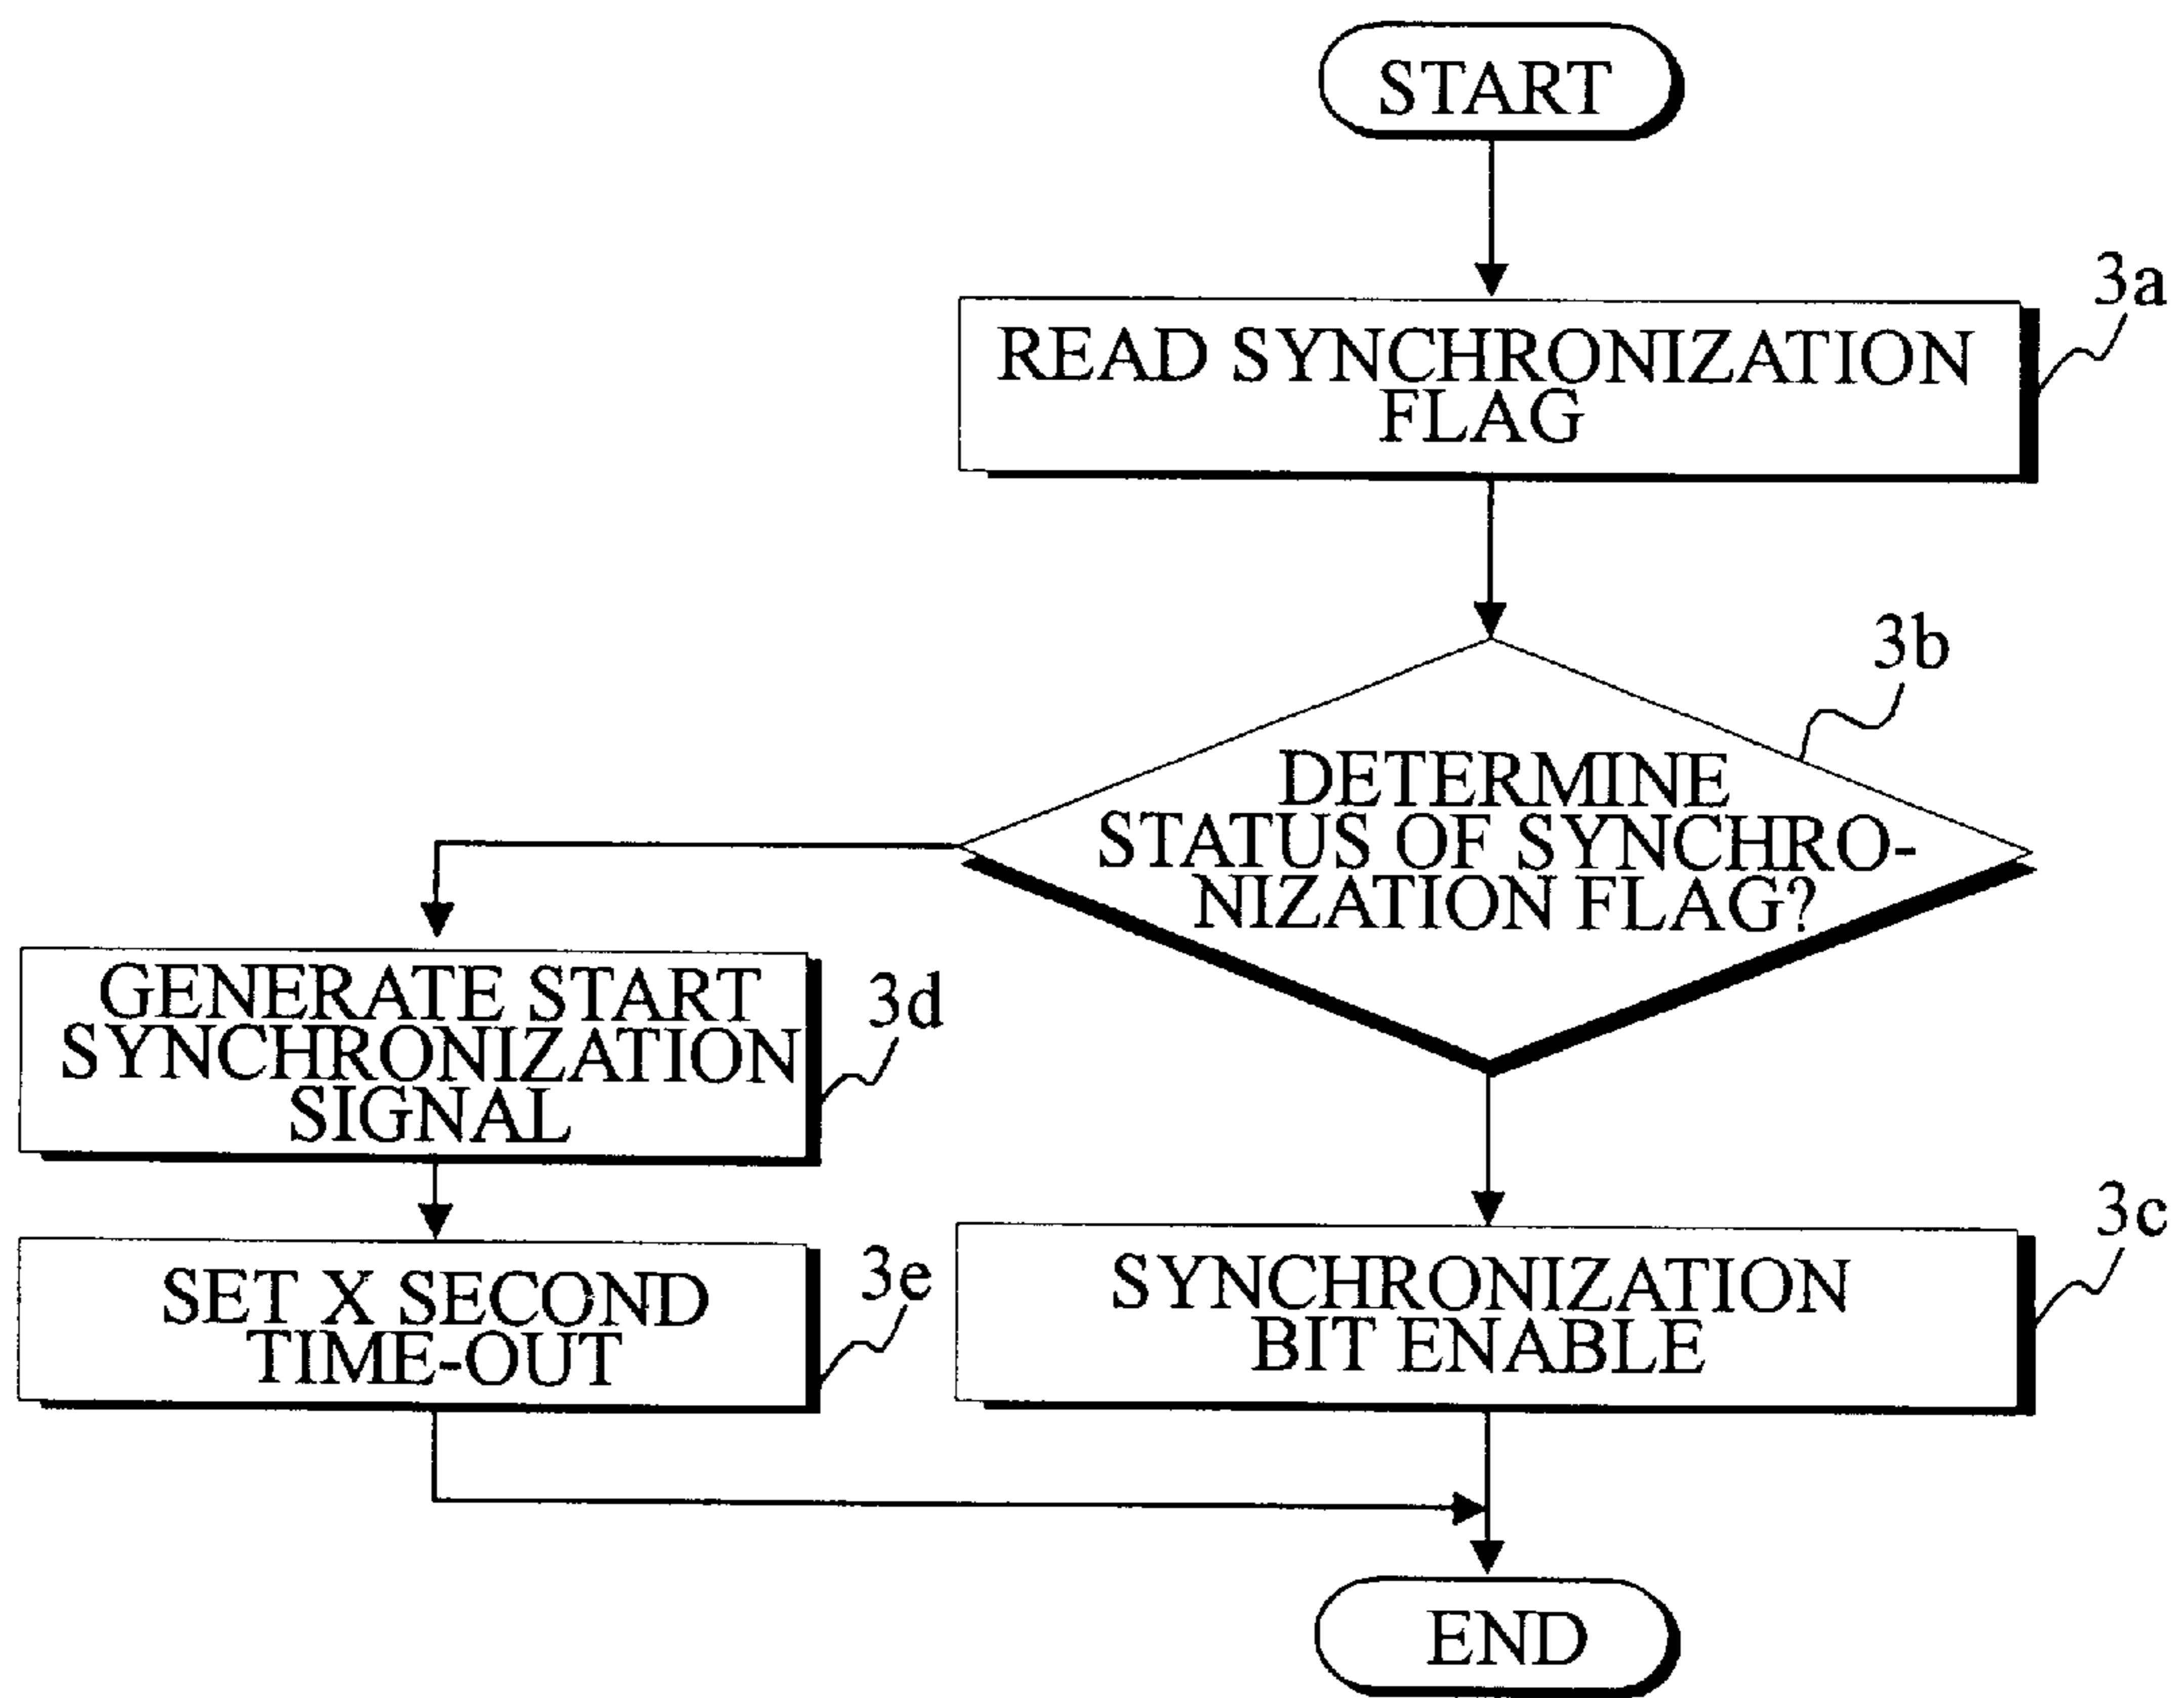 START
3a
READ SYNCHRONIZATION
FLAG
3b
DETERMINE
STATUS OF SYNCHRO-
NIZATION FLAG?
GENERATE START
SYNCHRONIZATION
SIGNAL
3d
SET X SECOND
TIME-OUT
3e
3c
SYNCHRONIZATION
BIT ENABLE
END